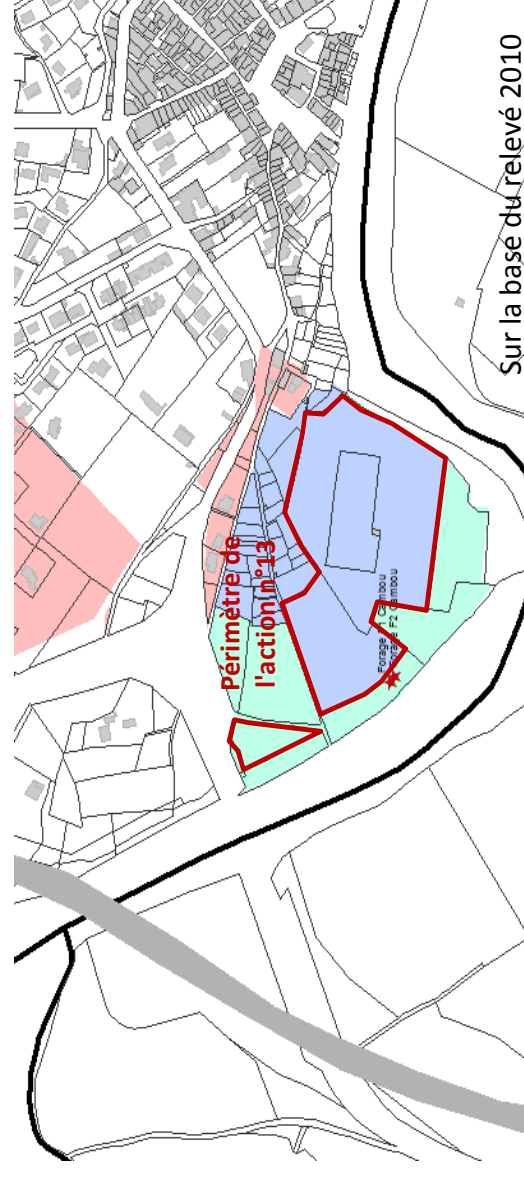 Périmètre de
l'action n°13
Forage F1 Cambou
Forage F2 Cambou
Sur la base du relevé 2010